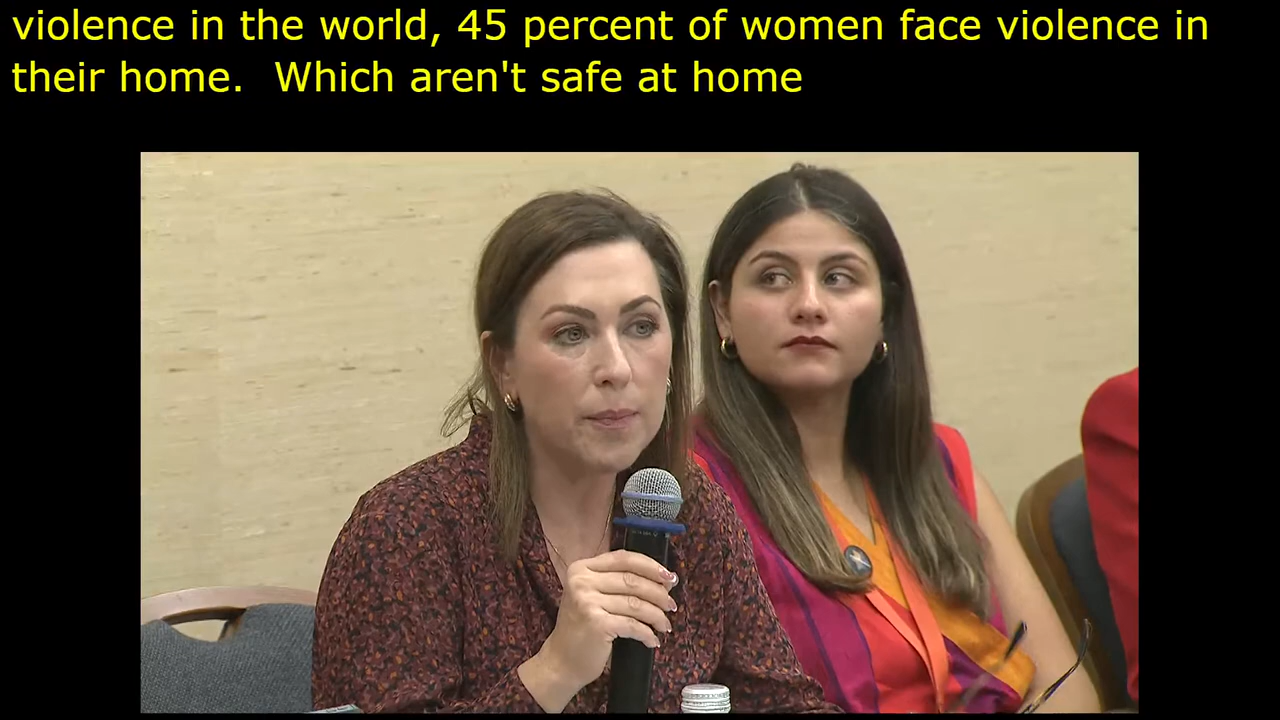 violence in the world, 45 percent of women face violence in
their home.  Which aren't safe at home